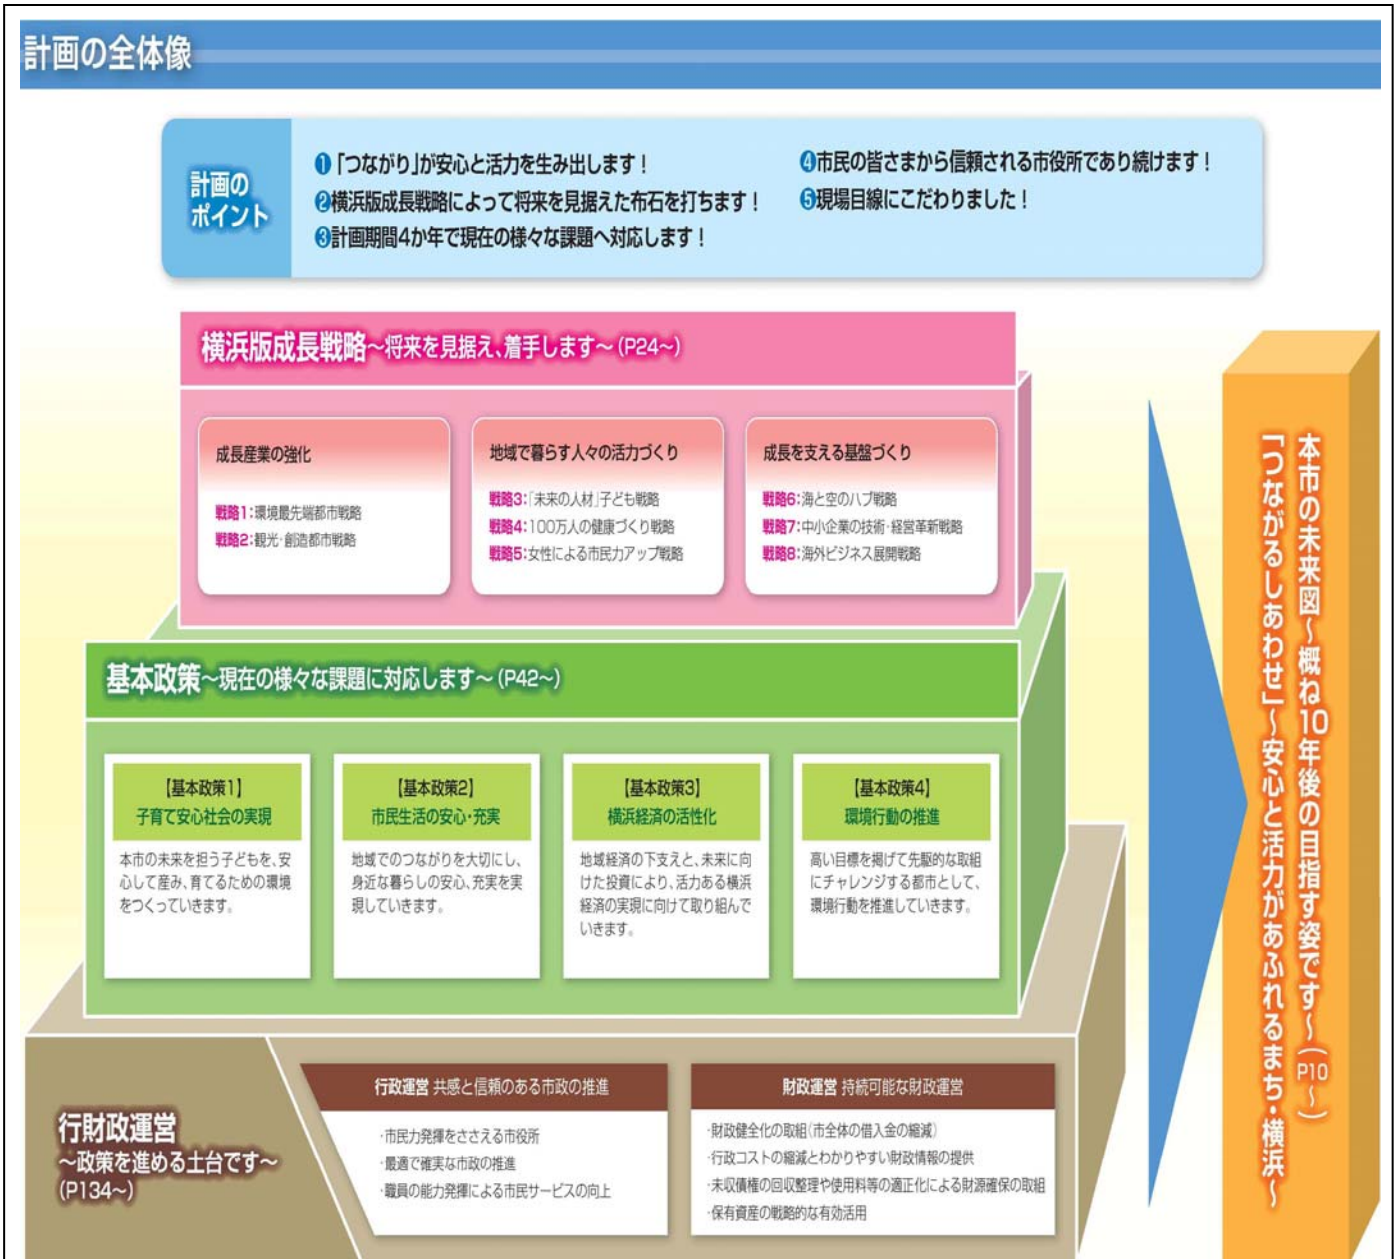 計画の全体像
計画の
ポイント
❶「つながり」が安心と活力を生み出します！
❷横浜版成長戦略によって将来を見据えた布石を打ちます！
❸計画期間4か年で現在の様々な課題へ対応します！
❹市民の皆さまから信頼される市役所であり続けます！
❺現場目線にこだわりました！
横浜版成長戦略～将来を見据え、着手します～(P24～)
成長産業の強化
戦略1:環境最先端都市戦略
戦略2:観光・創造都市戦略
地域で暮らす人々の活力づくり
戦略3:「未来の人材」子ども戦略
戦略4:100万人の健康づくり戦略
戦略5:女性による市民力アップ戦略
成長を支える基盤づくり
戦略6:海と空のハブ戦略
戦略7:中小企業の技術・経営革新戦略
戦略8:海外ビジネス展開戦略
基本政策～現在の様々な課題に対応します～(P42～)
【基本政策1】
子育て安心社会の実現
本市の未来を担う子どもを、安
心して産み、育てるための環境
をつくっていきます。
【基本政策2】
市民生活の安心・充実
地域でのつながりを大切にし、
身近な暮らしの安心、充実を実
現していきます。
【基本政策3】
横浜経済の活性化
地域経済の下支えと、未来に向
けた投資により、活力ある横浜
経済の実現に向けて取り組んで
いきます。
【基本政策4】
環境行動の推進
高い目標を掲げて先駆的な取組
にチャレンジする都市として、
環境行動を推進していきます。
行財政運営
～政策を進める土台です～
(P134～)
行政運営 共感と信頼のある市政の推進
・市民力発揮をささえる市役所
・最適で確実な市政の推進
・職員の能力発揮による市民サービスの向上
財政運営 持続可能な財政運営
・財政健全化の取組(市全体の借入金の縮減)
・行政コストの縮減とわかりやすい財政情報の提供
・未収債権の回収整理や使用料等の適正化による財源確保の取組
・保有資産の戦略的な有効活用
本市の未来図～概ね10年後の目指す姿です～(P10～)
「つながるしあわせ」～安心と活力があふれるまち・横浜～